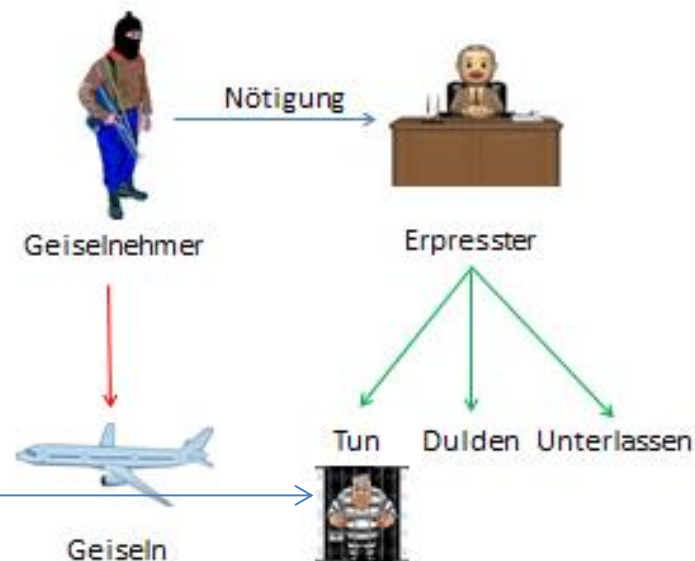 Nötigung
Geiselnehmer
Erpresster
Tun Dulden Unterlassen
Geiseln